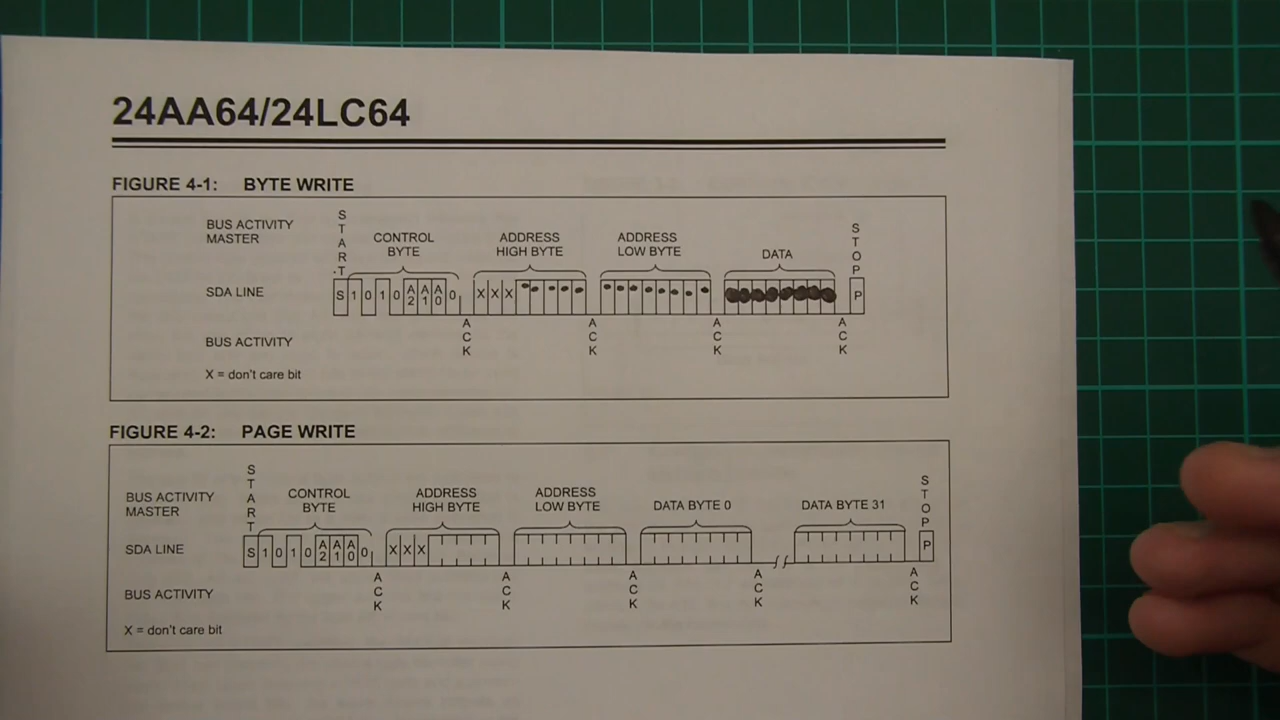 24AA64/24LC64
FIGURE 4-1: BYTE WRITE
BUS ACTIVITY
MASTER
START
CONTROL
BYTE
ADDRESS
HIGH BYTE
ADDRESS
LOW BYTE
DATA
STOP
SDA LINE
S 1 0 1 0 A2 A1 A0 0
X X X
P
BUS ACTIVITY
ACK
ACK
ACK
ACK
X = don't care bit
FIGURE 4-2: PAGE WRITE
BUS ACTIVITY
MASTER
START
CONTROL
BYTE
ADDRESS
HIGH BYTE
ADDRESS
LOW BYTE
DATA BYTE 0
DATA BYTE 31
STOP
SDA LINE
S 1 0 1 0 A2 A1 A0 0
X X X
P
BUS ACTIVITY
ACK
ACK
ACK
ACK
ACK
X = don't care bit